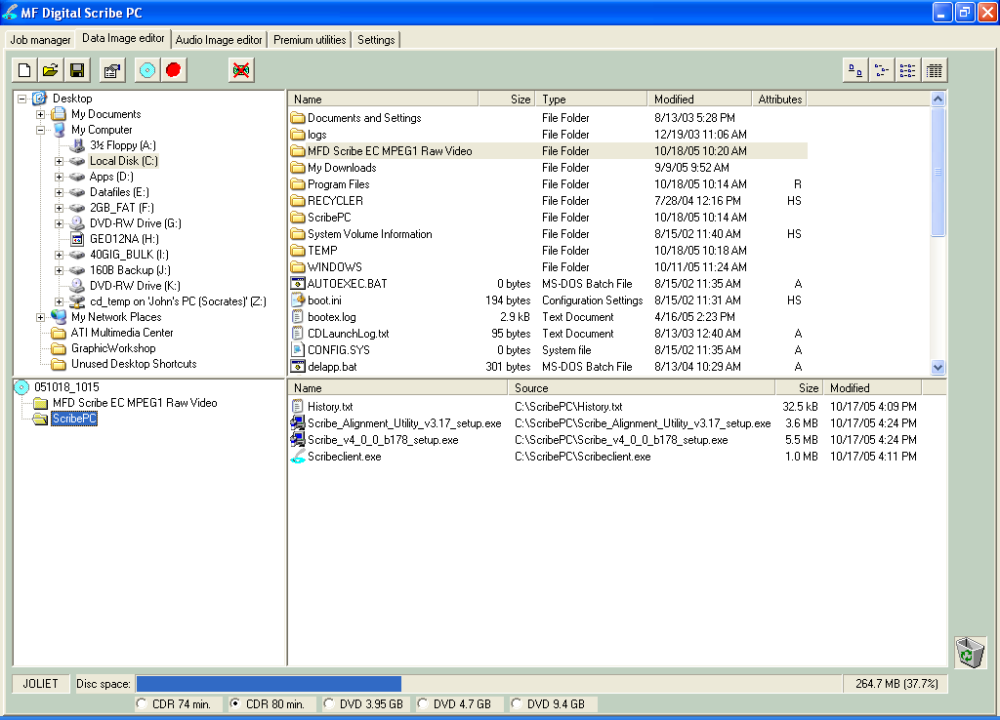 MF Digital Scribe PC
Job manager Data Image editor Audio Image editor Premium utilities Settings
Desktop
My Documents
My Computer
3½ Floppy (A:)
Local Disk (C:)
Apps (D:)
Datafiles (E:)
2GB_FAT (F:)
DVD-RW Drive (G:)
GEO12NA (H:)
40GIG_BULK (I:)
160B Backup (J:)
DVD-RW Drive (K:)
cd_temp on 'John's PC (Socrates)' (Z:)
My Network Places
ATI Multimedia Center
GraphicWorkshop
Unused Desktop Shortcuts
Name Size Type Modified Attributes
Documents and Settings File Folder 8/13/03 5:28 PM
logs File Folder 12/19/03 11:06 AM
MFD Scribe EC MPEG1 Raw Video File Folder 10/18/05 10:20 AM
My Downloads File Folder 9/9/05 9:52 AM
Program Files File Folder 10/18/05 10:14 AM R
RECYCLER File Folder 7/28/04 12:16 PM HS
ScribePC File Folder 10/18/05 10:14 AM
System Volume Information File Folder 8/15/02 11:40 AM HS
TEMP File Folder 10/18/05 10:18 AM
WINDOWS File Folder 10/11/05 11:24 AM
AUTOEXEC.BAT 0 bytes MS-DOS Batch File 8/15/02 11:35 AM A
boot.ini 194 bytes Configuration Settings 8/15/02 11:31 AM HS
bootex.log 2.9 kB Text Document 4/16/05 2:23 PM
CDLaunchLog.txt 95 bytes Text Document 8/13/03 12:40 AM A
CONFIG.SYS 0 bytes System file 8/15/02 11:35 AM A
delapp.bat 301 bytes MS-DOS Batch File 8/13/04 10:29 AM A
051018_1015
MFD Scribe EC MPEG1 Raw Video
ScribePC
Name Source Size Modified
History.txt C:\ScribePC\History.txt 32.5 kB 10/17/05 4:09 PM
Scribe_Alignment_Utility_v3.17_setup.exe C:\ScribePC\Scribe_Alignment_Utility_v3.17_setup.exe 3.6 MB 10/17/05 4:24 PM
Scribe_v4_0_0_b178_setup.exe C:\ScribePC\Scribe_v4_0_0_b178_setup.exe 5.5 MB 10/17/05 4:24 PM
Scribeclient.exe C:\ScribePC\Scribeclient.exe 1.0 MB 10/17/05 4:11 PM
JOLIET Disc space: 264.7 MB (37.7%)
CDR 74 min. CDR 80 min. DVD 3.95 GB DVD 4.7 GB DVD 9.4 GB